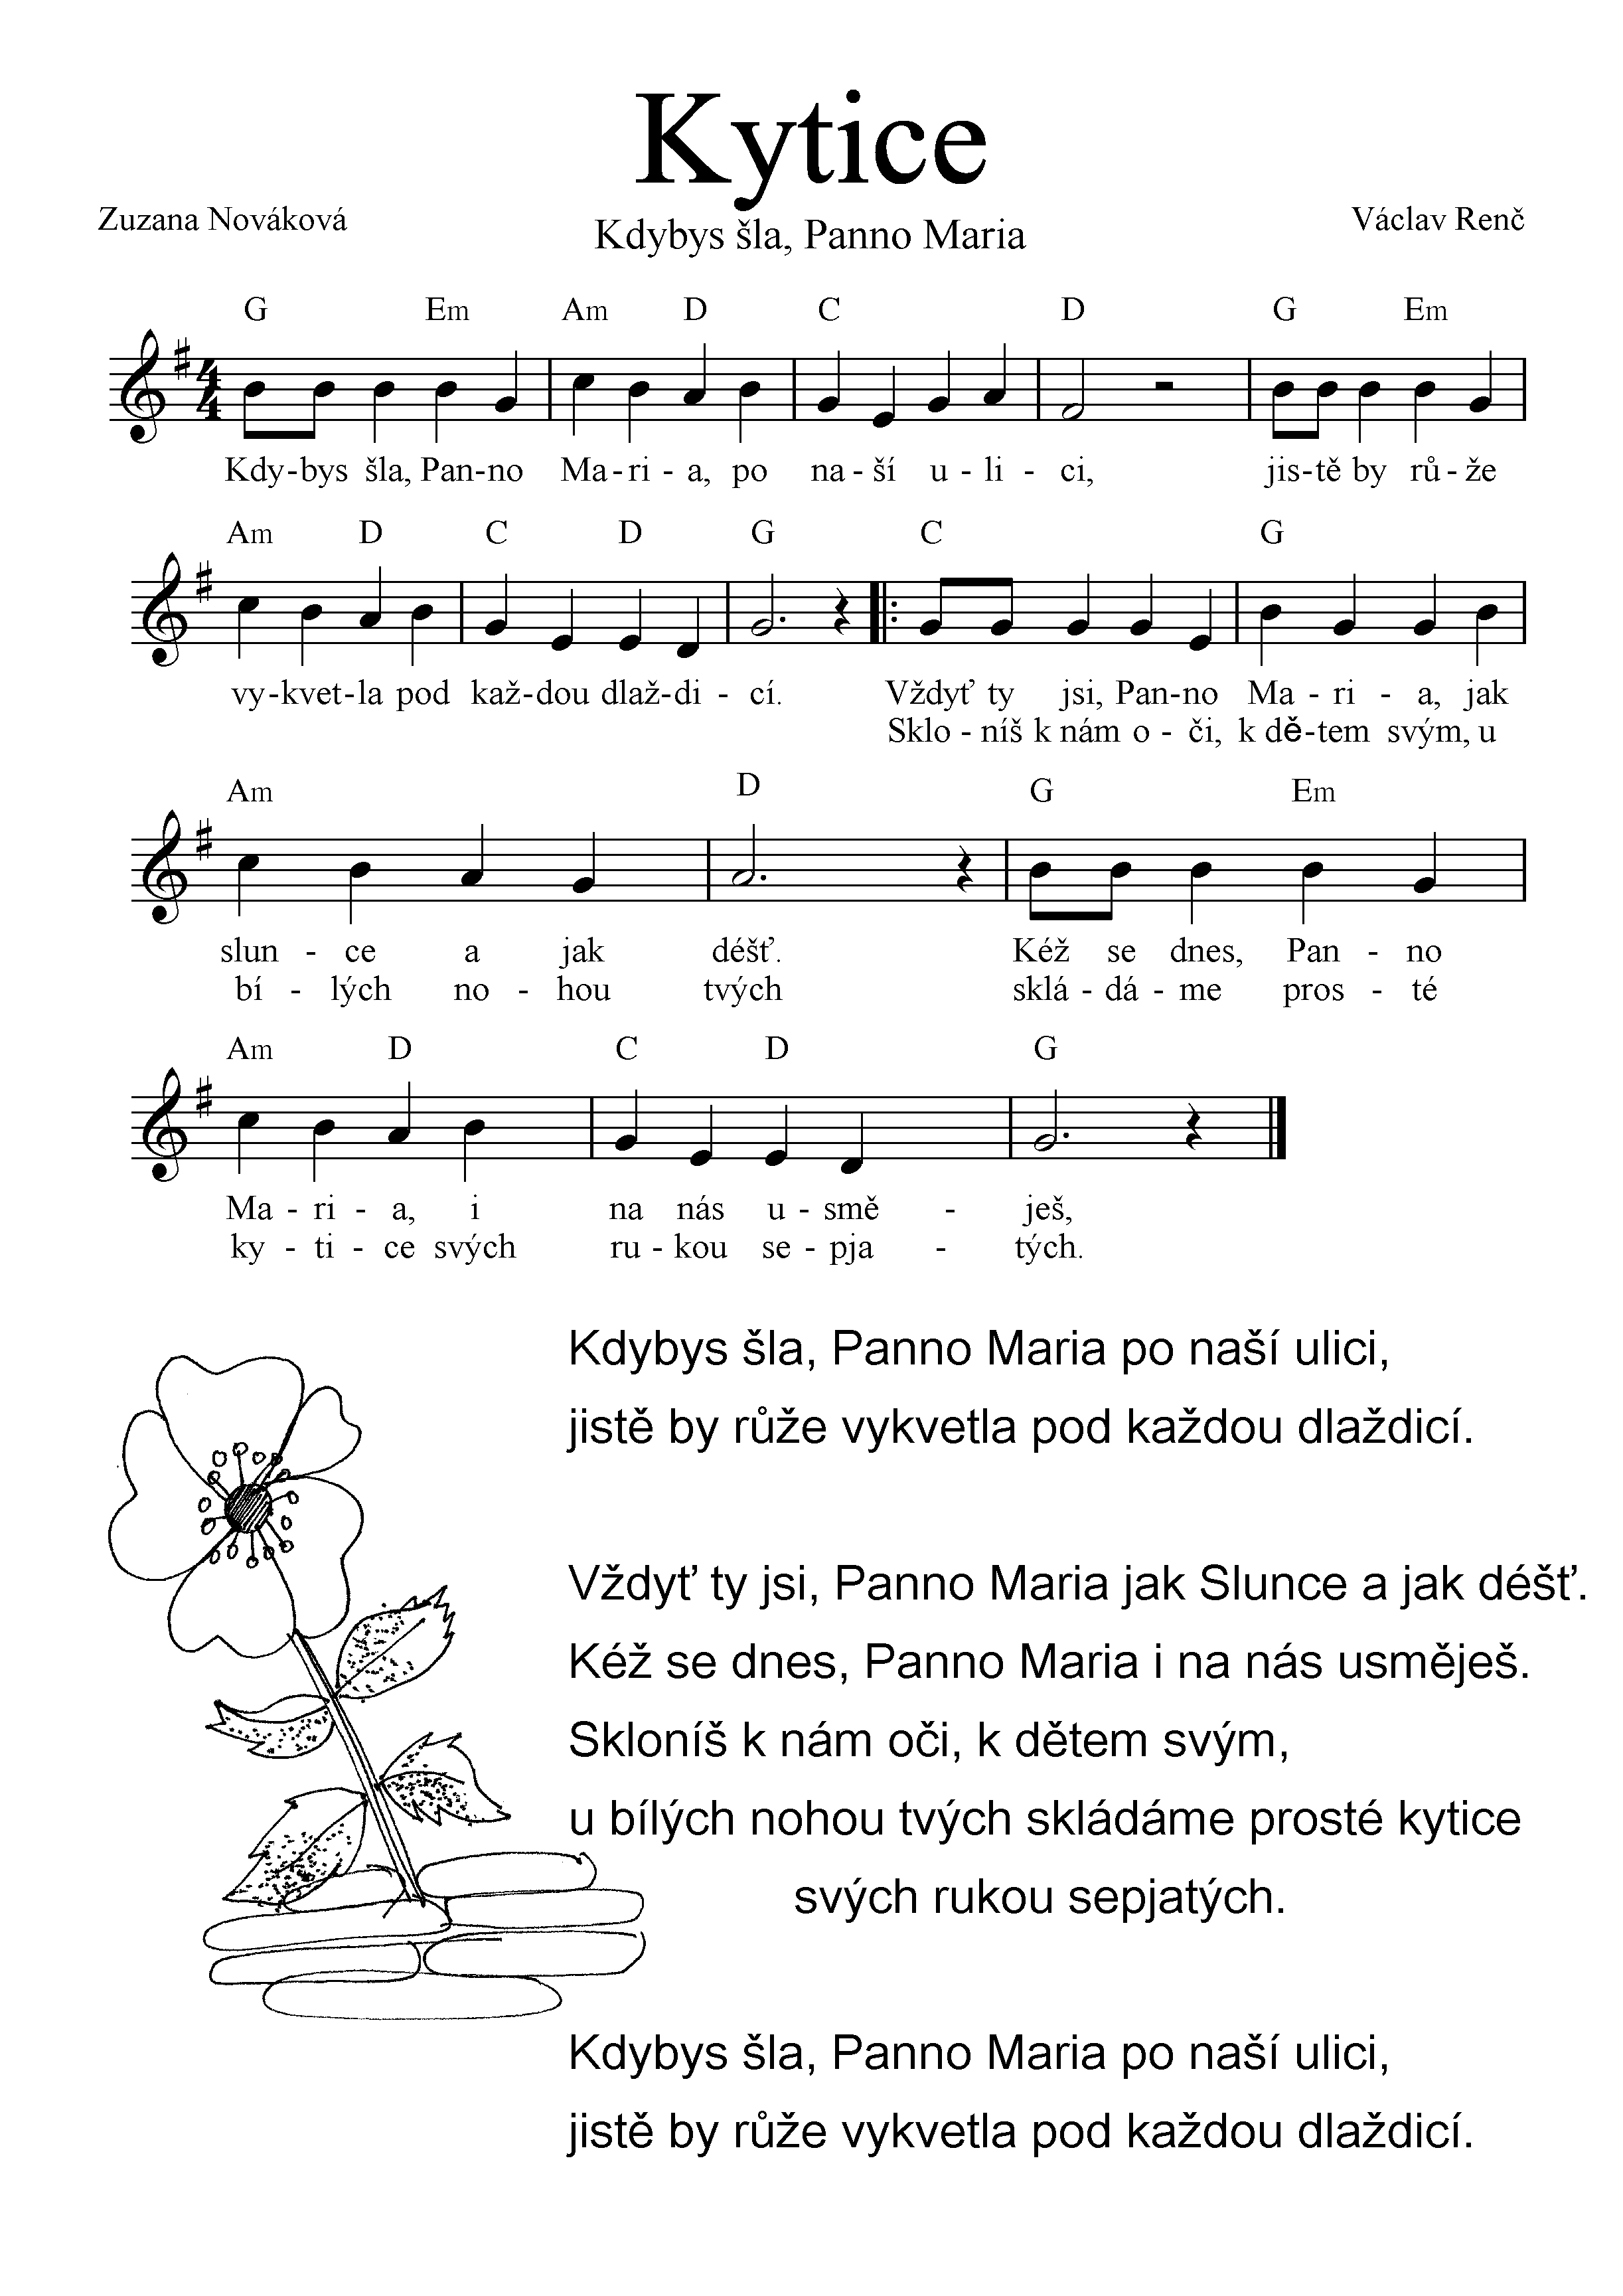 Kytice
Zuzana Nováková
Kdybys šla, Panno Maria
Václav Renč
G Em Am D C D G Em
4
4
Kdy-bys šla, Pan-no Ma-ri-a, po na-ší u-li-ci, jis-tě by rů-že
Am D C D G C G
vy-kvet-la pod kaž-dou dlaž-di-cí. Vždyť ty jsi, Pan-no Ma-ri-a, jak
Sklo-níš k nám o-či, k dě-tem svým, u
Am D G Em
slun-ce a jak déšť. Kéž se dnes, Pan-no
bí-lých no-hou tvých sklá-dá-me pros-té
Am D C D G
Ma-ri-a, i na nás u-smě-ješ,
ky-ti-ce svých ru-kou se-pja-tých.
Kdybys šla, Panno Maria po naší ulici,
jistě by růže vykvetla pod každou dlaždicí.
Vždyť ty jsi, Panno Maria jak Slunce a jak déšť.
Kéž se dnes, Panno Maria i na nás usměješ.
Skloníš k nám oči, k dětem svým,
u bílých nohou tvých skládáme prosté kytice
svých rukou sepjatých.
Kdybys šla, Panno Maria po naší ulici,
jistě by růže vykvetla pod každou dlaždicí.